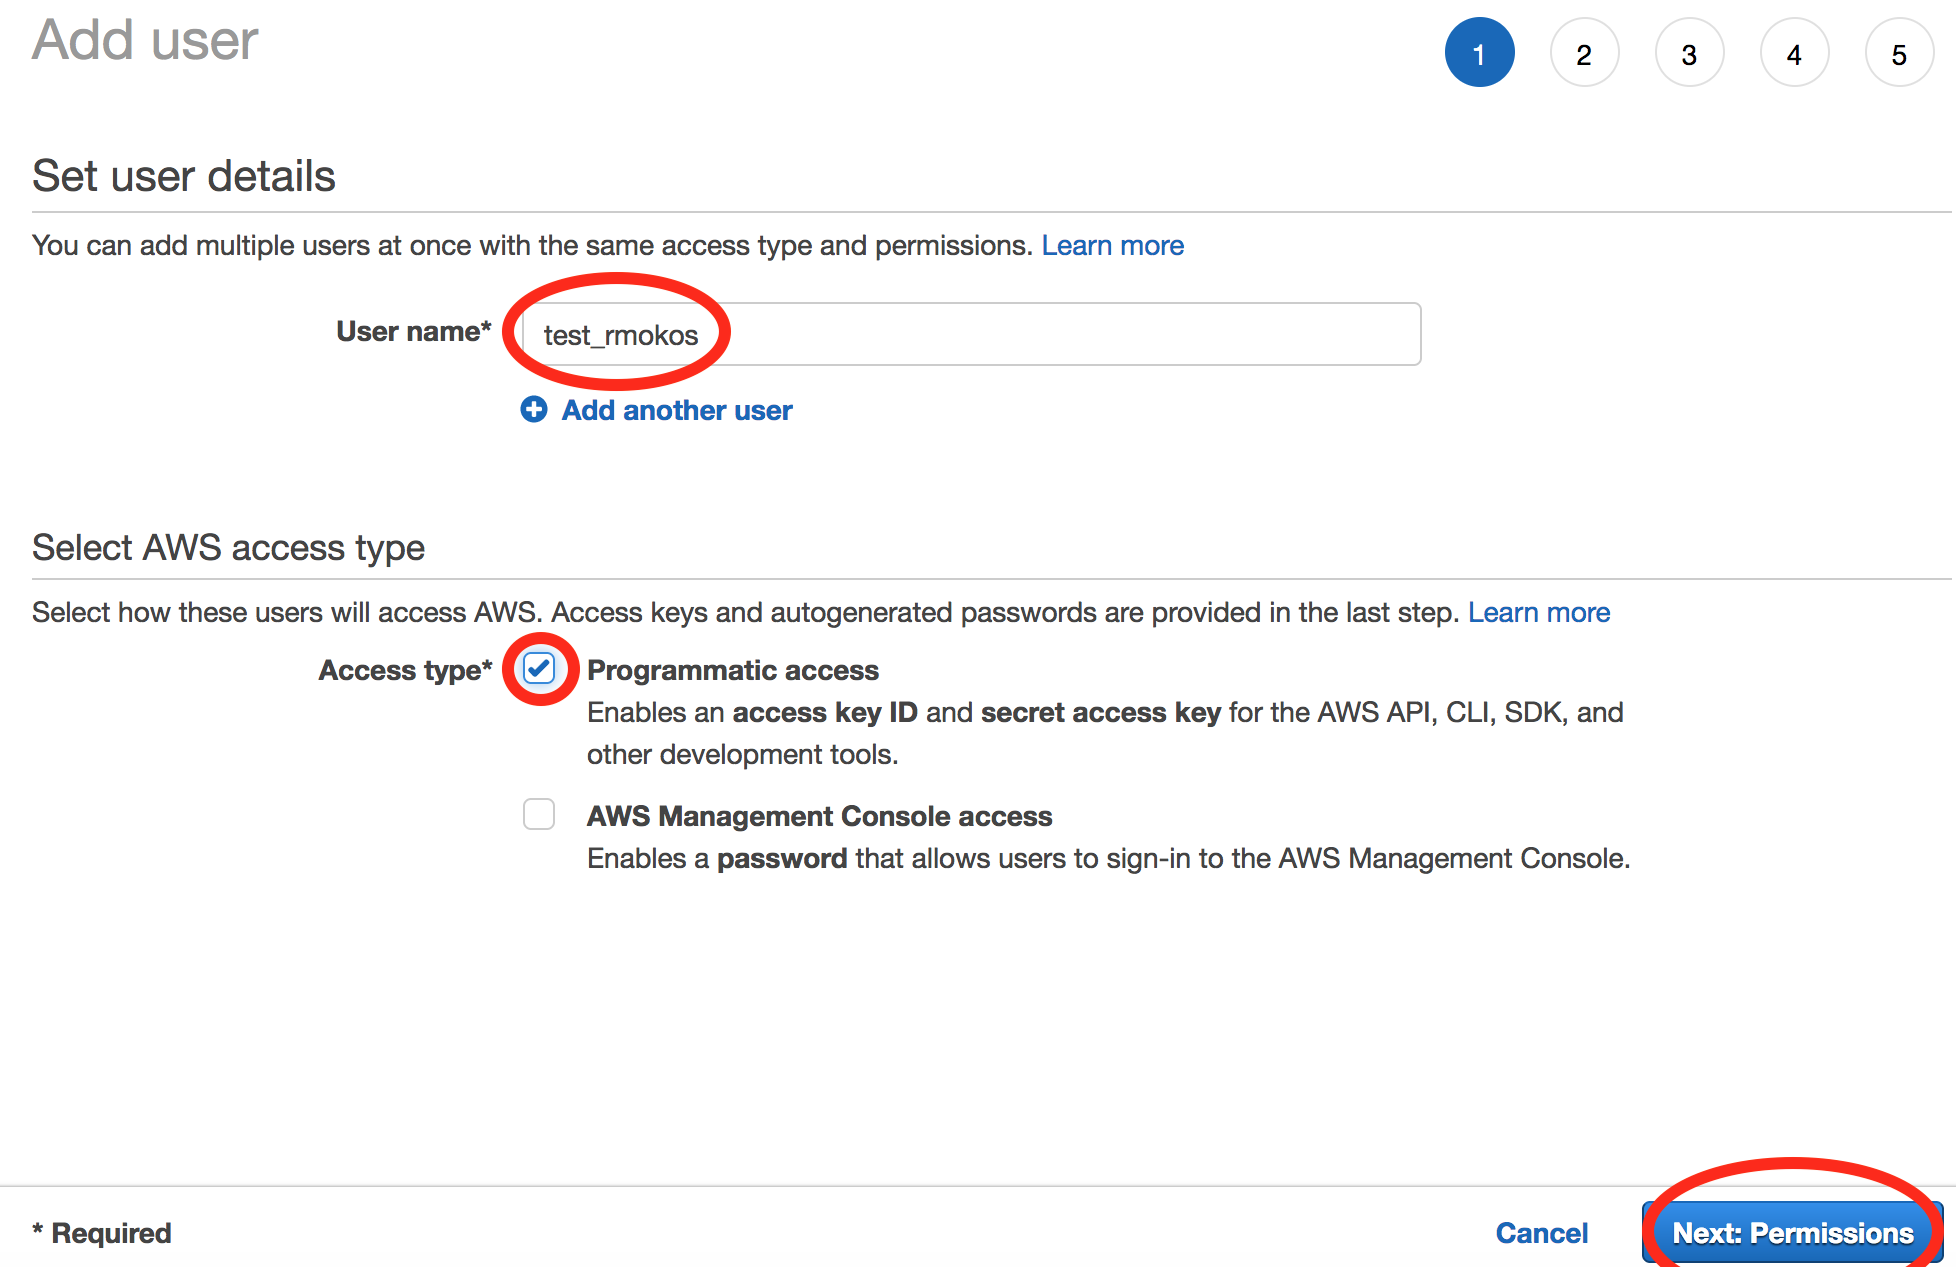 Add user
1 2 3 4 5
Set user details
You can add multiple users at once with the same access type and permissions. Learn more
User name* test_rmokos
Add another user
Select AWS access type
Select how these users will access AWS. Access keys and autogenerated passwords are provided in the last step. Learn more
Access type* Programmatic access
Enables an access key ID and secret access key for the AWS API, CLI, SDK, and
other development tools.
AWS Management Console access
Enables a password that allows users to sign-in to the AWS Management Console.
* Required Cancel Next: Permissions